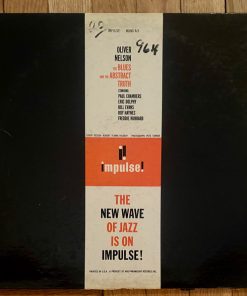 OLIVER
NELSON
THE BLUES
AND THE ABSTRACT
TRUTH
PAUL CHAMBERS
ERIC DOLPHY
BILL EVANS
ROY HAYNES
FREDDIE HUBBARD
impulse!
THE
NEW WAVE
OF JAZZ
IS ON
IMPULSE!